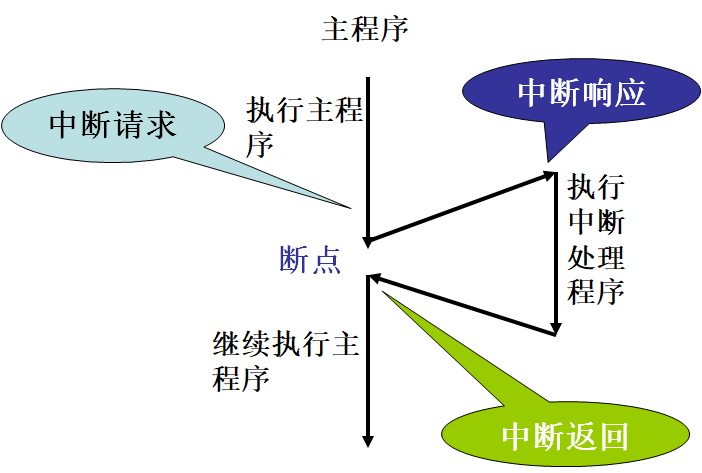 主程序
中断响应
执行主程
序
中断请求
执行
中断
处理
程序
断点
继续执行主
程序
中断返回